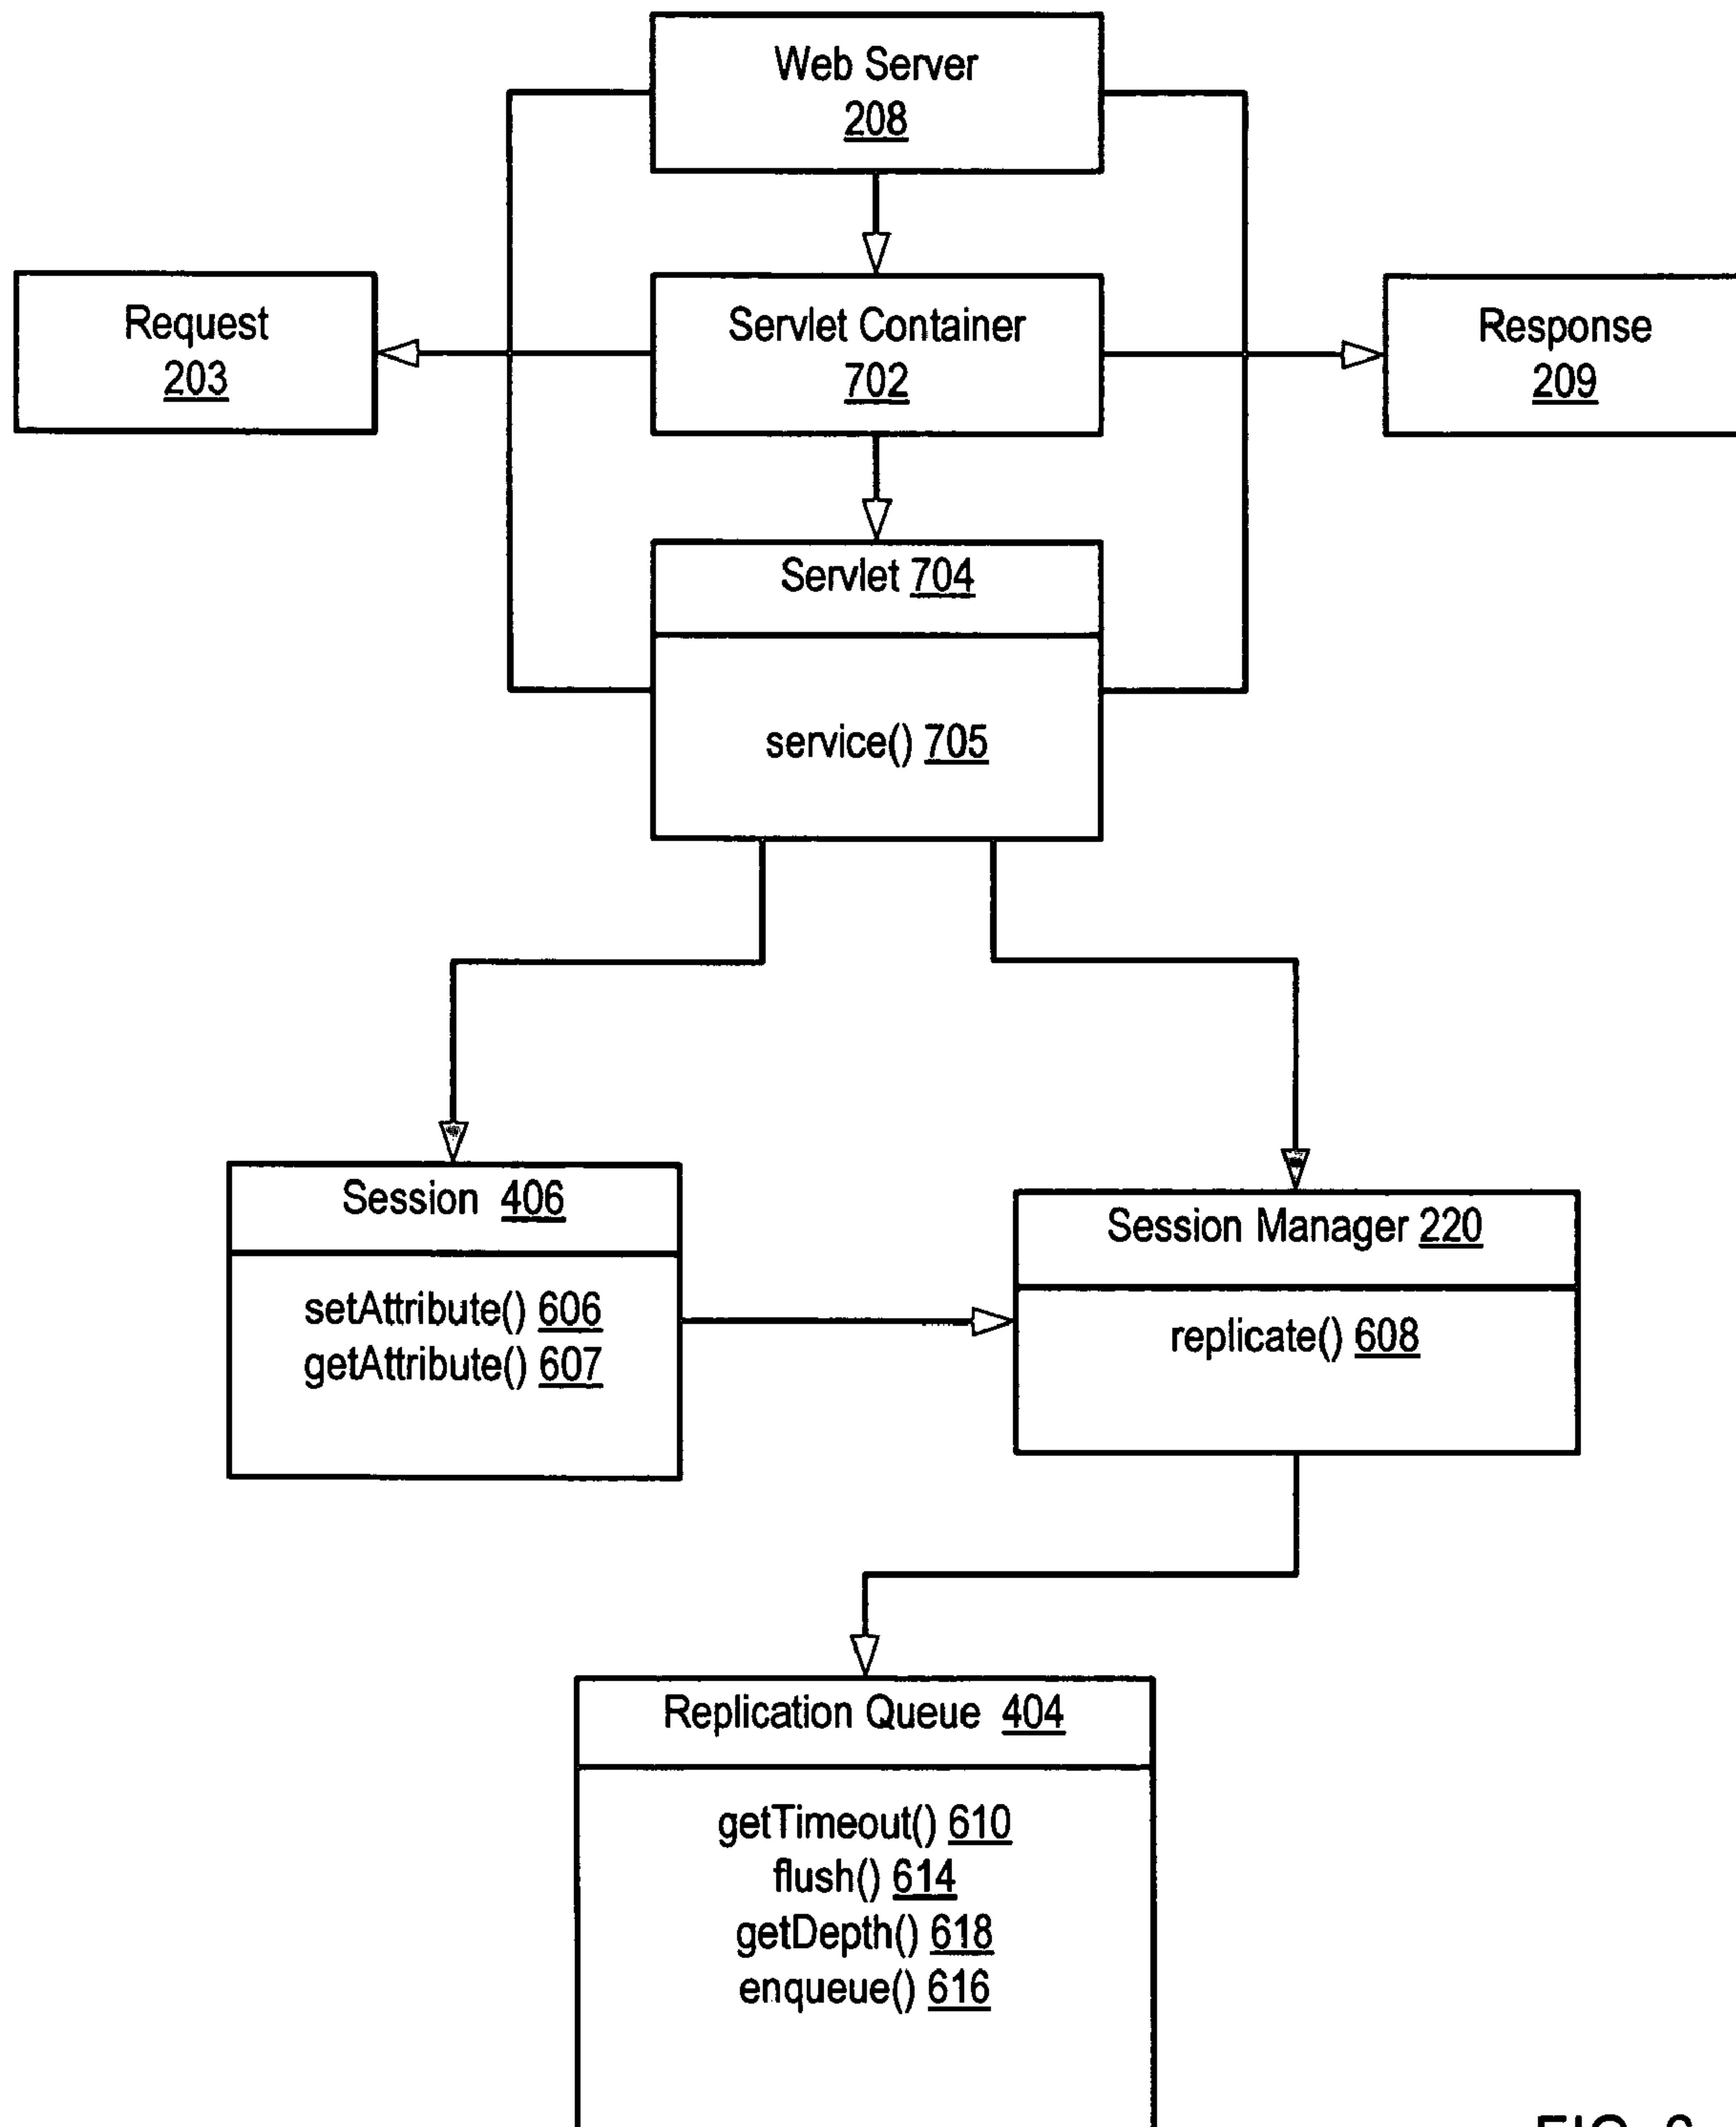 Web Server
208
Request
203
Servlet Container
702
Response
209
Servlet 704
service() 705
Session 406
setAttribute() 606
getAttribute() 607
Session Manager 220
replicate() 608
Replication Queue 404
getTimeout() 610
flush() 614
getDepth() 618
enqueue() 616